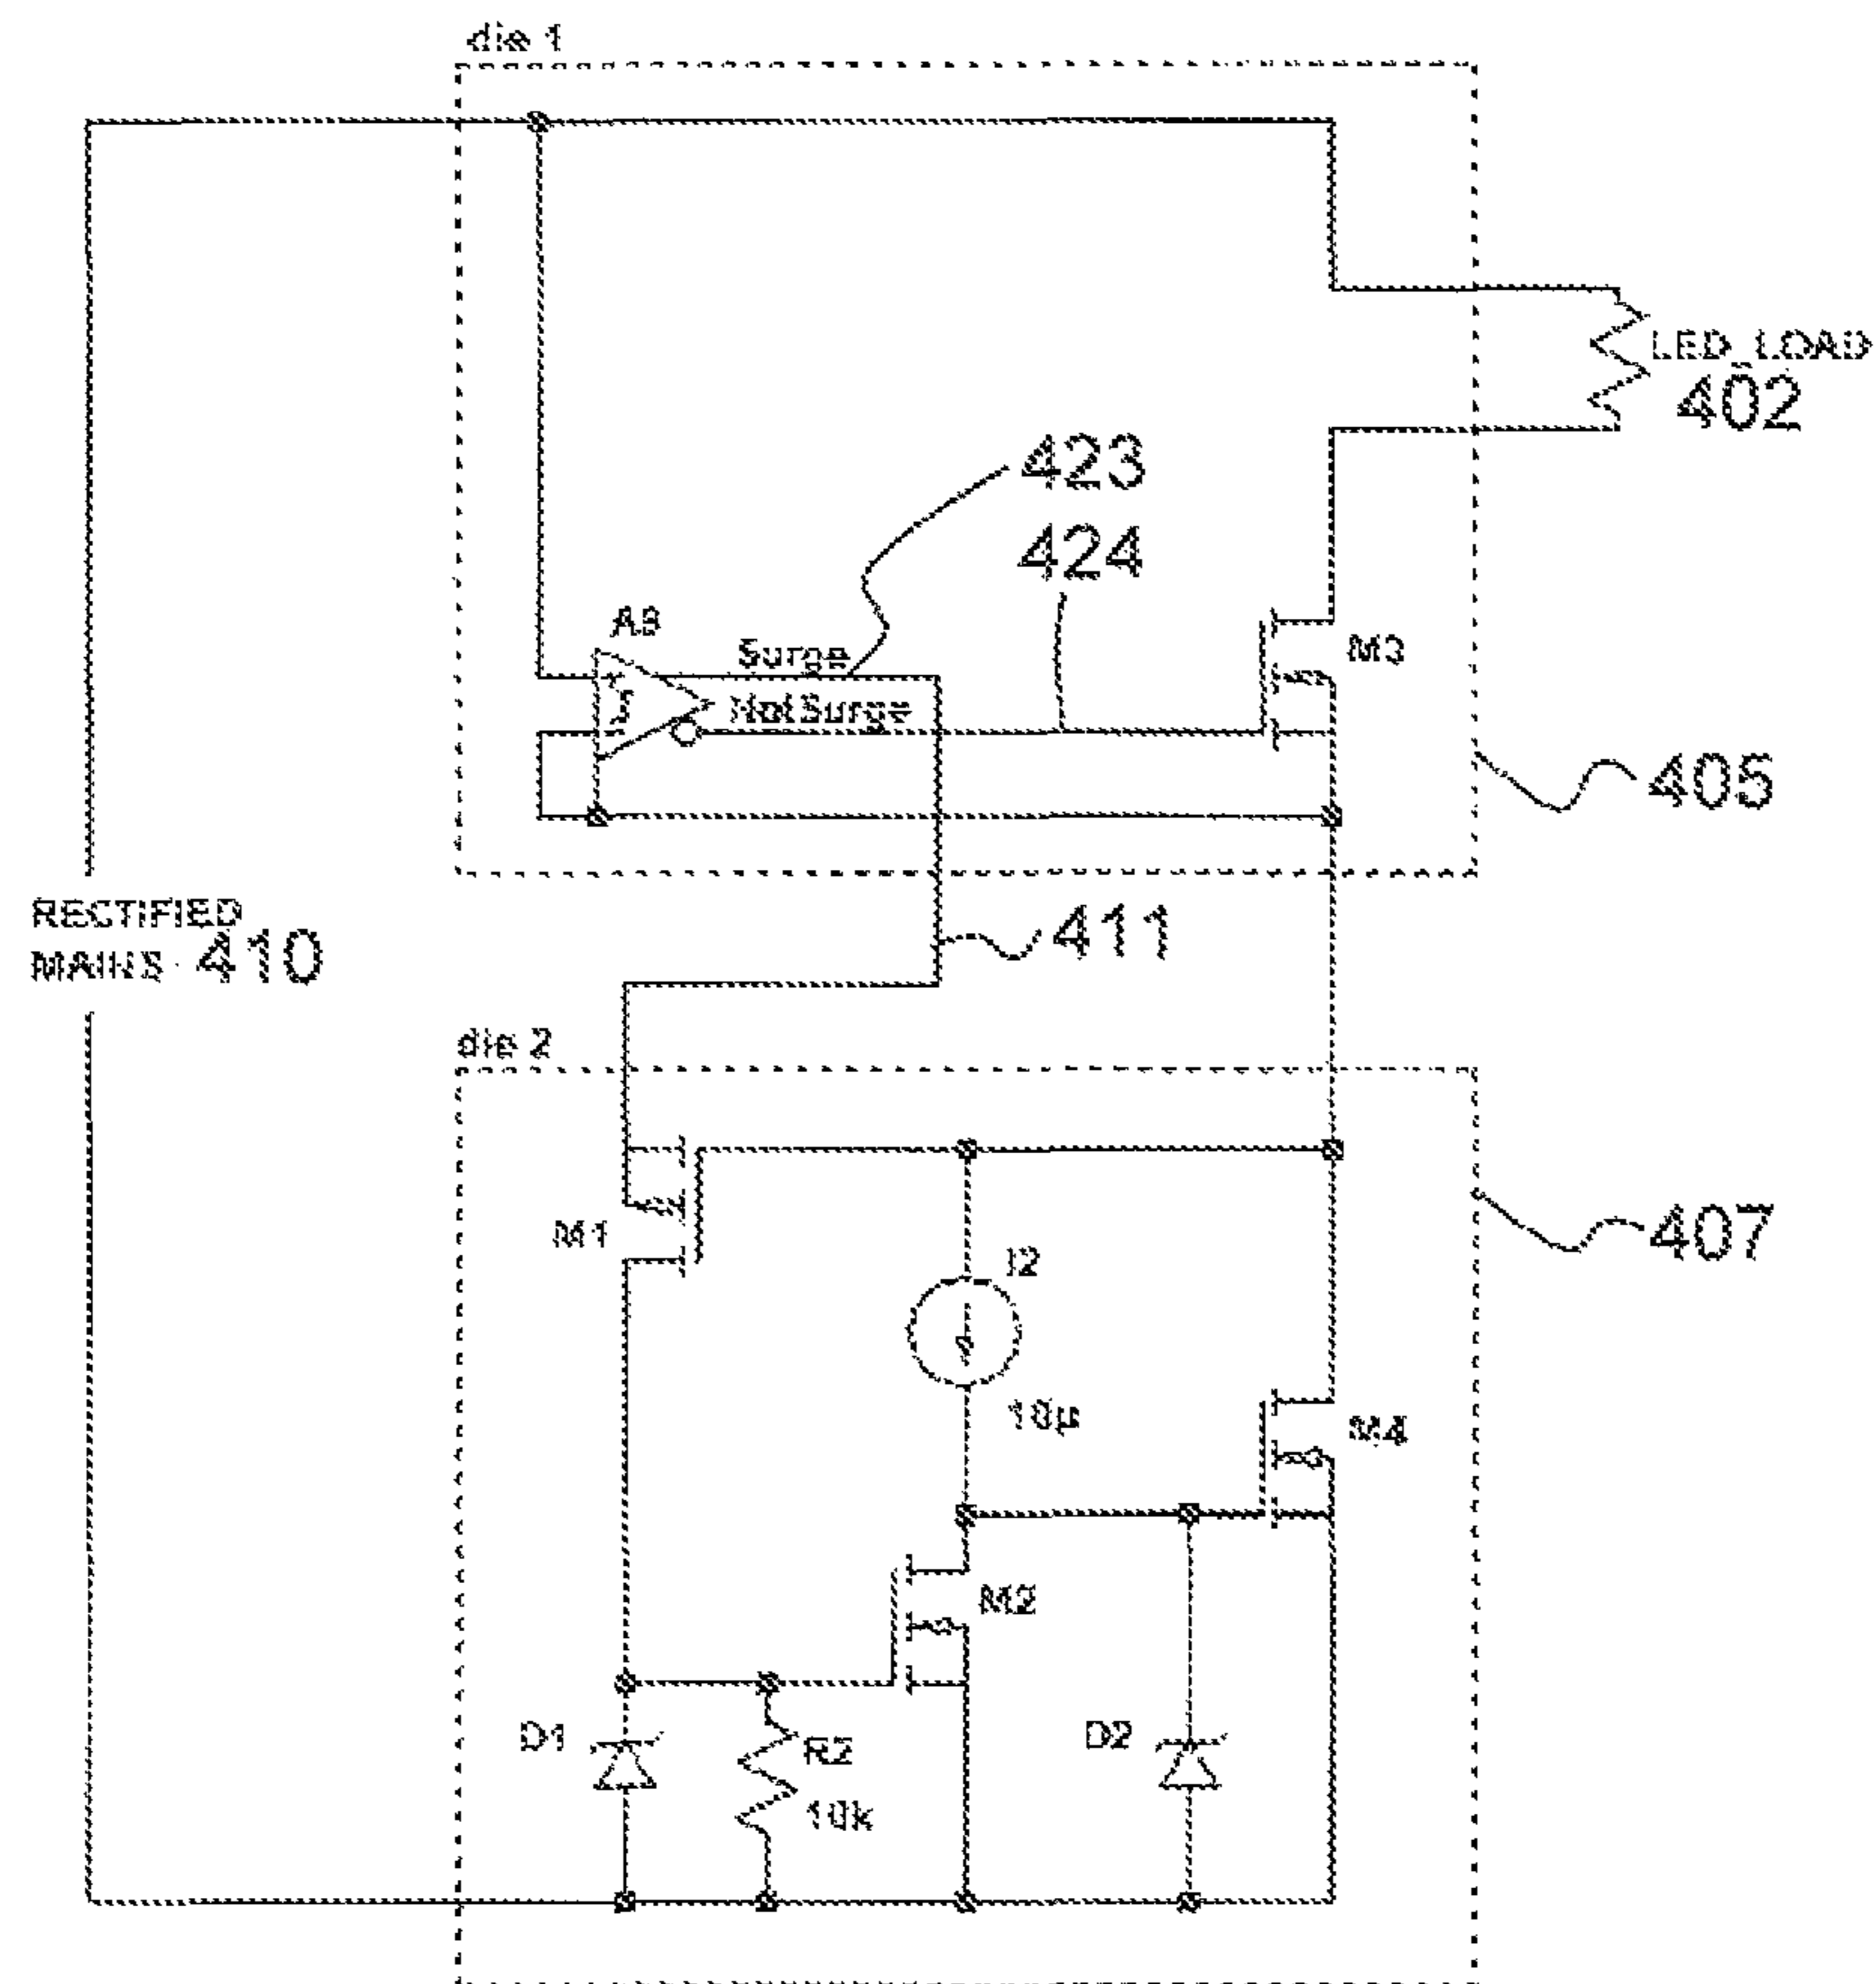 die 1
LED_LOAD
402
423
424
Surge
NotSurge
M3
405
RECTIFIED
MAINS 410
411
die 2
M1
I2
10µ
407
M4
M2
D1
R2
10k
D2